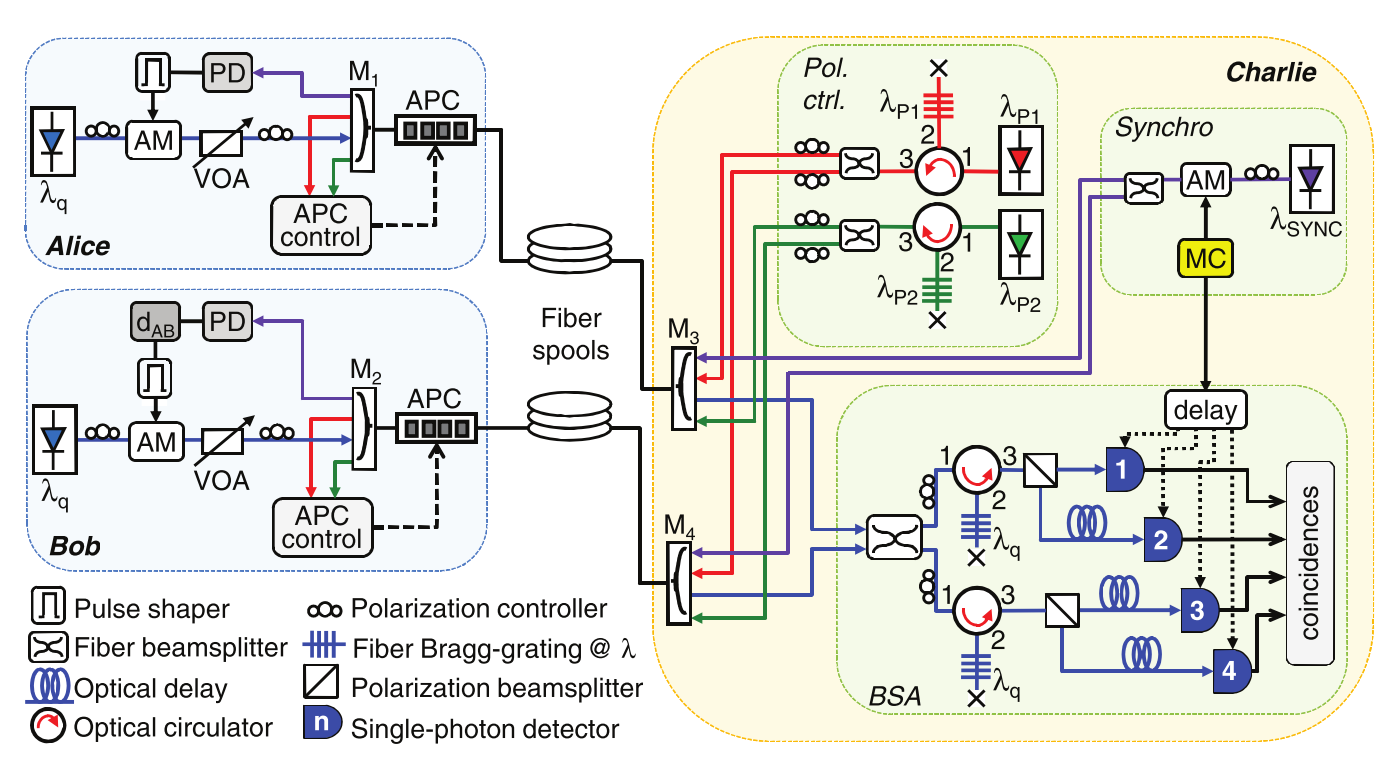 PD
M1
APC
AM
VOA
λq
APC
control
Alice
dAB
PD
M2
APC
AM
VOA
λq
APC
control
Bob
Fiber
spools
Charlie
Pol.
ctrl.
λP1
λP1
2
3
1
3
1
2
λP2
λP2
Synchro
AM
λSYNC
MC
M3
M4
delay
1
3
2
λq
1
2
1
3
2
λq
3
4
coincidences
BSA
Pulse shaper
Polarization controller
Fiber beamsplitter
Fiber Bragg-grating @ λ
Optical delay
Polarization beamsplitter
Optical circulator
n
Single-photon detector